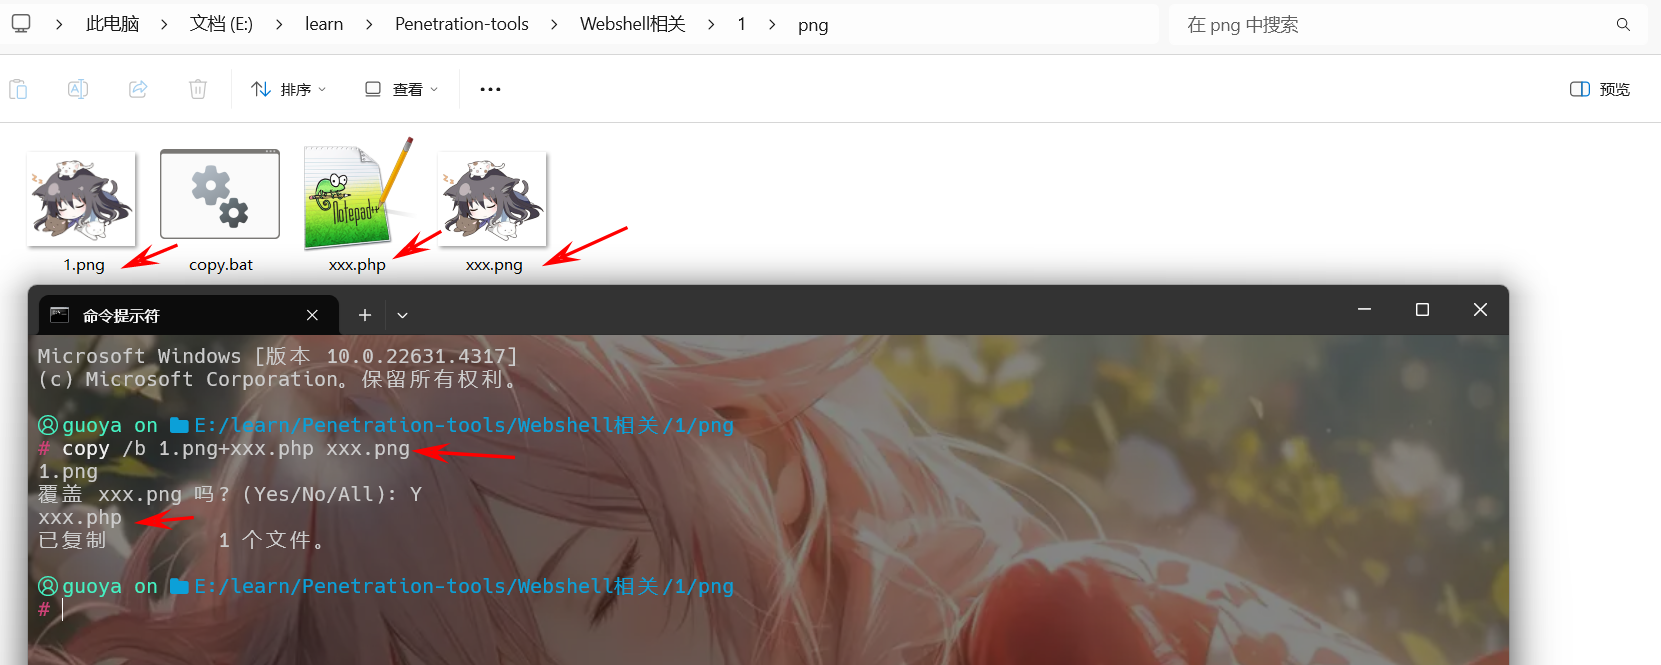 此电脑 > 文档 (E:) > learn > Penetration-tools > Webshell相关 > 1 > png
在 png 中搜索
排序
查看
预览
Notepad++
1.png
copy.bat
xxx.php
xxx.png
命令提示符
Microsoft Windows [版本 10.0.22631.4317]
(c) Microsoft Corporation。保留所有权利。
guoya on E:/learn/Penetration-tools/Webshell相关/1/png
# copy /b 1.png+xxx.php xxx.png
1.png
覆盖 xxx.png 吗? (Yes/No/All): Y
xxx.php
已复制         1 个文件。
guoya on E:/learn/Penetration-tools/Webshell相关/1/png
#